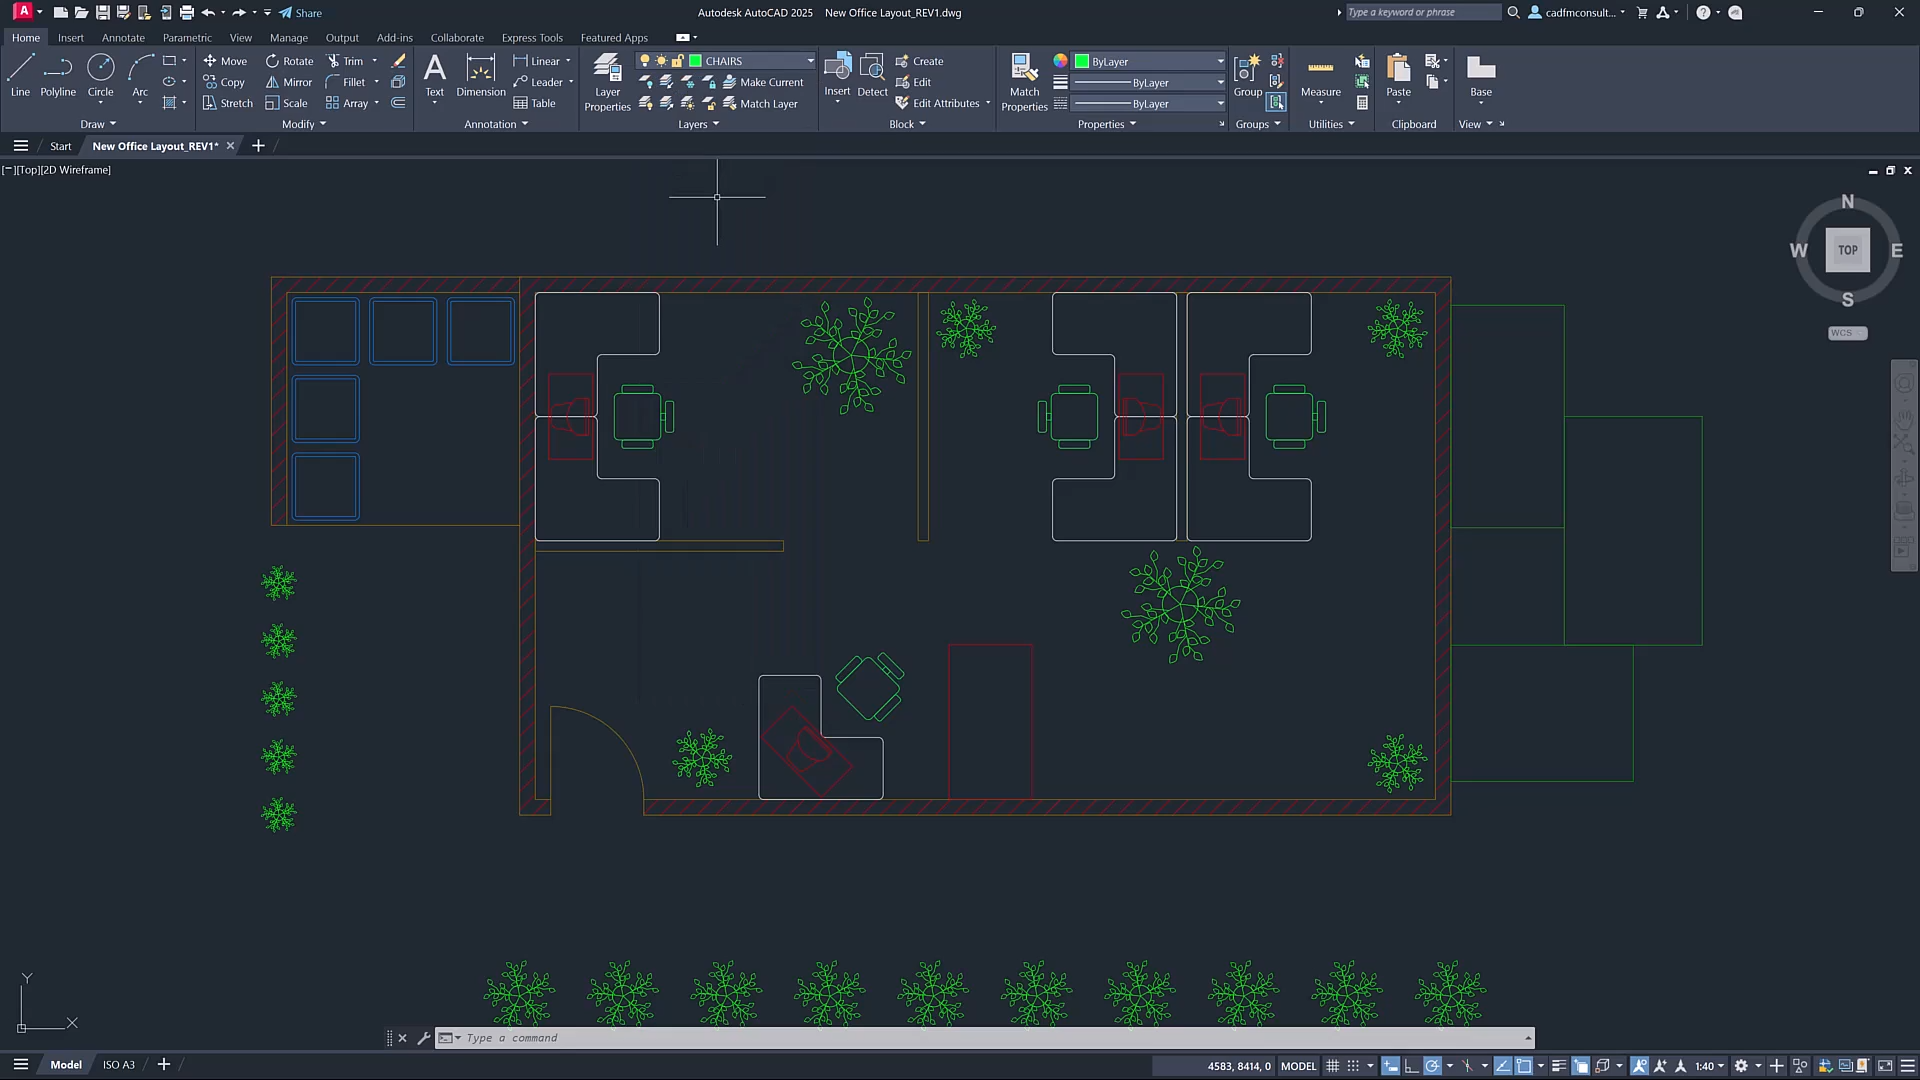 A Share Autodesk AutoCAD 2025 New Office Layout_REV1.dwg Type a keyword or phrase cadfmconsult...
Home Insert Annotate Parametric View Manage Output Add-ins Collaborate Express Tools Featured Apps
Line Polyline Circle Arc
Move Rotate Trim
Copy Mirror Fillet
Stretch Scale Array
Text Dimension
Linear
Leader
Table
Layer Properties
CHAIRS
Make Current
Match Layer
Insert Detect
Create
Edit
Edit Attributes
Match Properties
ByLayer
ByLayer
ByLayer
Group Measure Paste Base
Draw Modify Annotation Layers Block Properties Groups Utilities Clipboard View
Start New Office Layout_REV1*
[−][Top][2D Wireframe]
N
W TOP E
S
WCS
Y
X
Type a command
Model ISO A3 4583, 8414, 0 MODEL 1:40